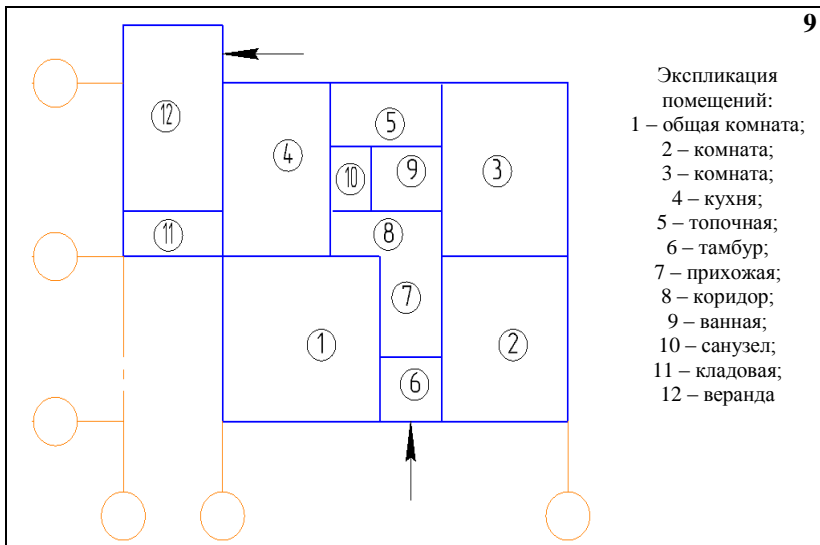 9
Экспликация
помещений:
1 – общая комната;
2 – комната;
3 – комната;
4 – кухня;
5 – топочная;
6 – тамбур;
7 – прихожая;
8 – коридор;
9 – ванная;
10 – санузел;
11 – кладовая;
12 – веранда
12
5
4
10
9
3
11
8
7
1
2
6